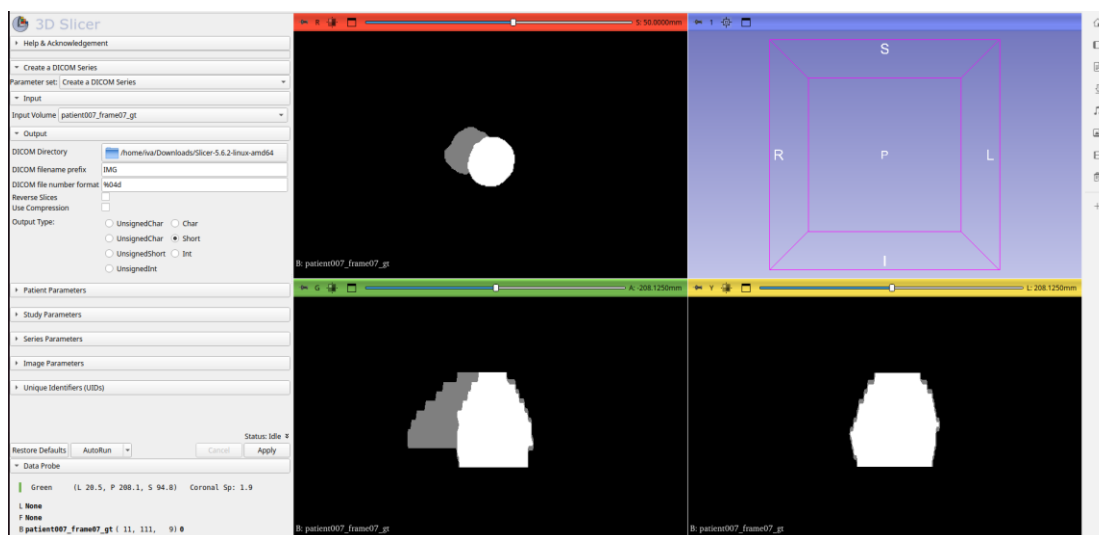 3D Slicer
Help & Acknowledgement
Create a DICOM Series
Parameter set: Create a DICOM Series
Input
Input Volume patient007_frame07_gt
Output
DICOM Directory /home/iva/Downloads/Slicer-5.6.2-linux-amd64
DICOM filename prefix IMG
DICOM file number format %04d
Reverse Slices
Use Compression
Output Type: UnsignedChar Char
UnsignedChar Short
UnsignedShort Int
UnsignedInt
Patient Parameters
Study Parameters
Series Parameters
Image Parameters
Unique Identifiers (UIDs)
Status: Idle
Restore Defaults AutoRun Cancel Apply
Data Probe
Green (L 20.5, P 208.1, S 94.8) Coronal Sp: 1.9
L None
F None
B patient007_frame07_gt ( 11, 111, 9) 0
R S: 50.0000mm
B: patient007_frame07_gt
1
S
R P L
I
G A: -208.1250mm
B: patient007_frame07_gt
Y L: 208.1250mm
B: patient007_frame07_gt